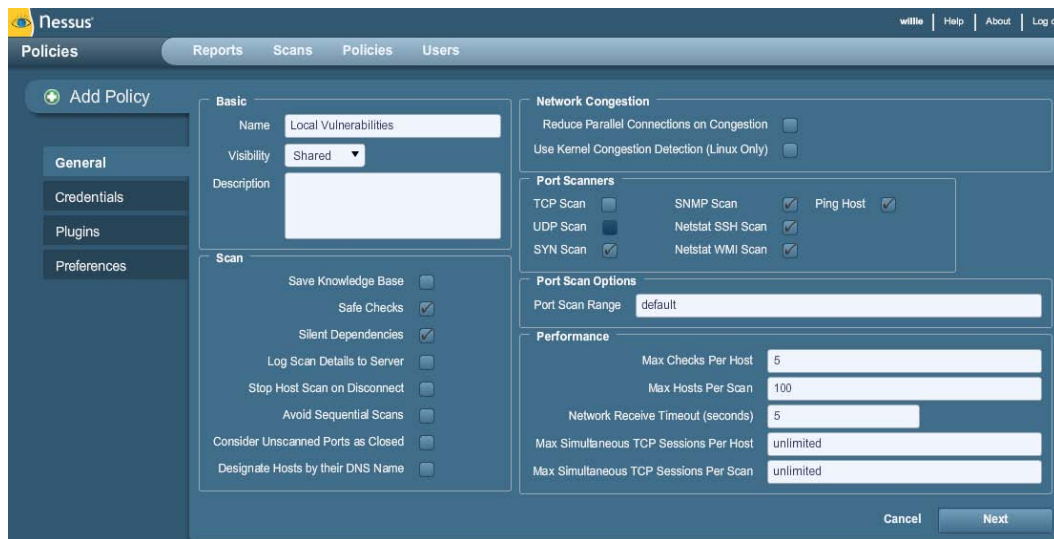 nessus
willie | Help | About | Log
Policies
Reports Scans Policies Users
Add Policy
General
Credentials
Plugins
Preferences
Basic
Name Local Vulnerabilities
Visibility Shared
Description
Scan
Save Knowledge Base
Safe Checks
Silent Dependencies
Log Scan Details to Server
Stop Host Scan on Disconnect
Avoid Sequential Scans
Consider Unscanned Ports as Closed
Designate Hosts by their DNS Name
Network Congestion
Reduce Parallel Connections on Congestion
Use Kernel Congestion Detection (Linux Only)
Port Scanners
TCP Scan SNMP Scan Ping Host
UDP Scan Netstat SSH Scan
SYN Scan Netstat WMI Scan
Port Scan Options
Port Scan Range default
Performance
Max Checks Per Host 5
Max Hosts Per Scan 100
Network Receive Timeout (seconds) 5
Max Simultaneous TCP Sessions Per Host unlimited
Max Simultaneous TCP Sessions Per Scan unlimited
Cancel Next